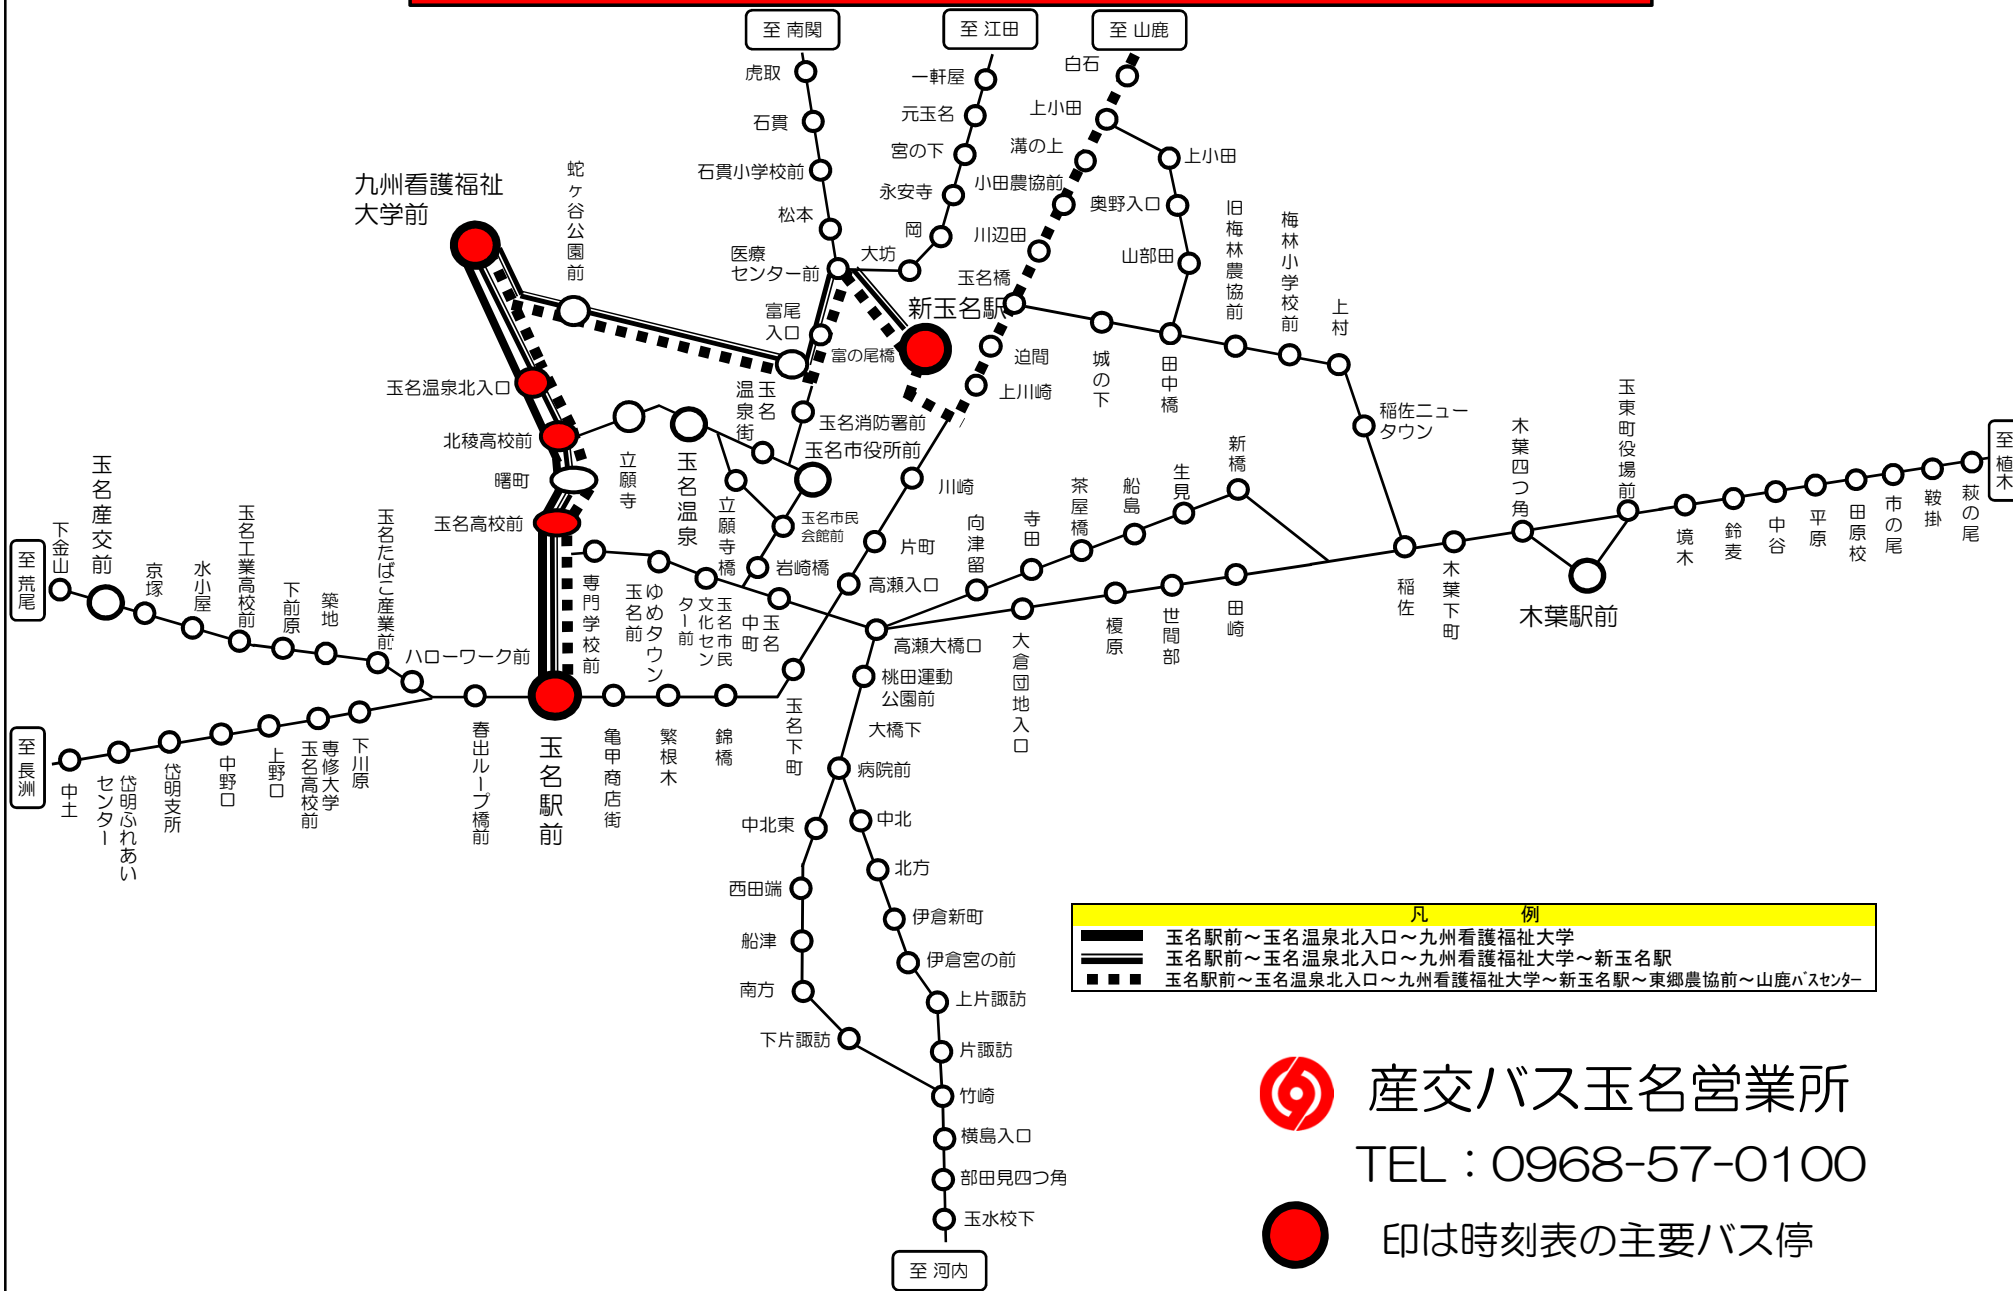 至 南関
至 江田
至 山鹿
虎取
石貫
石貫小学校前
松本
医療
センター前
富尾
入口
富の尾橋
一軒屋
元玉名
宮の下
永安寺
岡
大坊
白石
上小田
溝の上
小田農協前
川辺田
玉名橋
新玉名駅
迫間
上川崎
上小田
奥野入口
山部田
旧梅林農協前
梅林小学校前
上村
城の下
田中橋
稲佐ニュー
タウン
九州看護福祉
大学前
蛇ヶ谷公園前
玉名温泉北入口
北稜高校前
曙町
玉名高校前
立願寺
玉名温泉
玉名
温泉街
玉名消防署前
玉名市役所前
立願寺橋
玉名市民
会館前
岩崎橋
川崎
片町
高瀬入口
専門学校前
ゆめタウン
玉名前
玉名市民
文化セン
ター前
玉名
中町
高瀬大橋口
向津留
寺田
茶屋橋
船島
生見
新橋
大倉団地入口
榎原
世間部
田崎
稲佐
木葉下町
木葉四つ角
木葉駅前
玉東町役場前
境木
鈴麦
中谷
平原
田原校
市の尾
鞍掛
萩の尾
至 植木
至 荒尾
下金山
玉名産交前
京塚
水小屋
玉名工業高校前
下前原
築地
玉名たばこ産業前
ハローワーク前
至 長洲
中土
岱明ふれあい
センター
岱明支所
中野口
上野口
専修大学
玉名高校前
下川原
春出ループ橋前
玉名駅前
亀甲商店街
繁根木
錦橋
玉名下町
桃田運動
公園前
大橋下
病院前
中北東
西田端
船津
南方
下片諏訪
中北
北方
伊倉新町
伊倉宮の前
上片諏訪
片諏訪
竹崎
横島入口
部田見四つ角
玉水校下
至 河内
凡 例
玉名駅前～玉名温泉北入口～九州看護福祉大学
玉名駅前～玉名温泉北入口～九州看護福祉大学～新玉名駅
玉名駅前～玉名温泉北入口～九州看護福祉大学～新玉名駅～東郷農協前～山鹿バスセンター
産交バス玉名営業所
TEL：0968-57-0100
印は時刻表の主要バス停